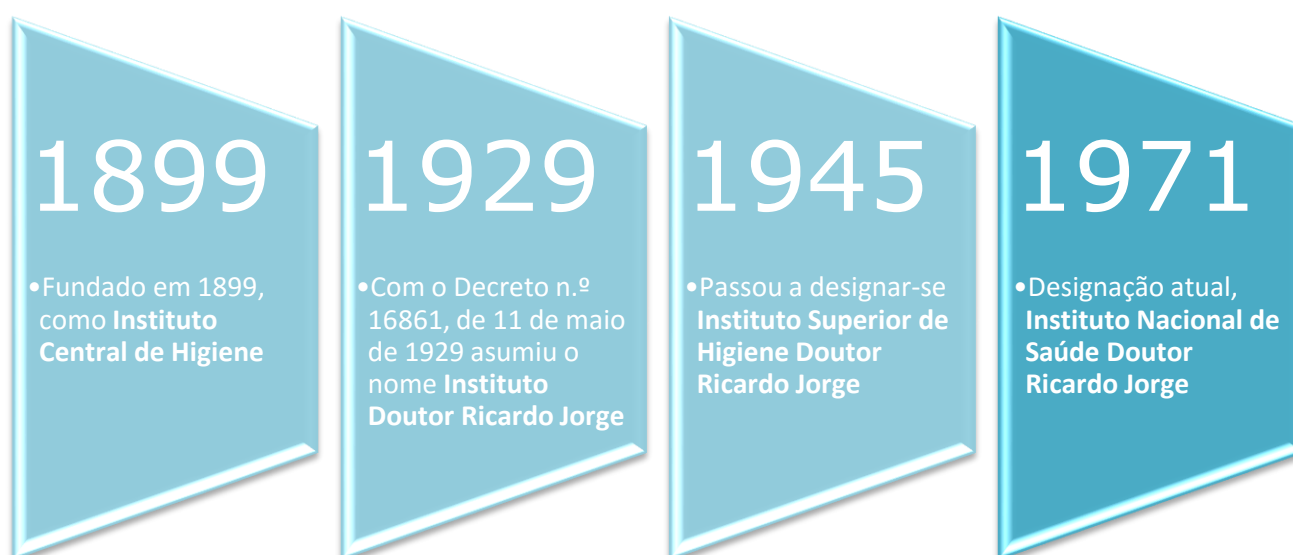 1899
•Fundado em 1899,
como Instituto
Central de Higiene
1929
•Com o Decreto n.º
16861, de 11 de maio
de 1929 asumiu o
nome Instituto
Doutor Ricardo Jorge
1945
•Passou a designar-se
Instituto Superior de
Higiene Doutor
Ricardo Jorge
1971
•Designação atual,
Instituto Nacional de
Saúde Doutor
Ricardo Jorge